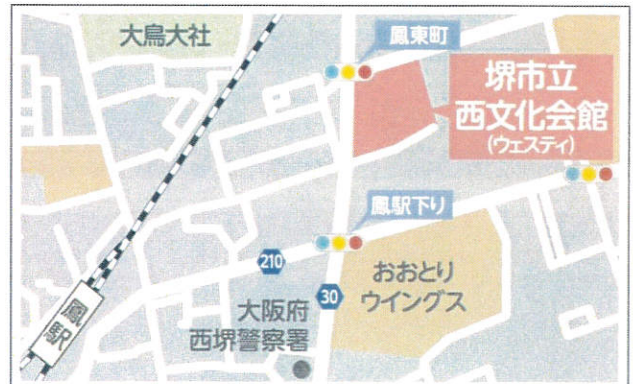 大鳥大社
鳳東町
堺市立
西文化会館
(ウェスティ)
鳳駅下り
210
おおとり
ウイングス
30
大阪府
西堺警察署
鳳駅